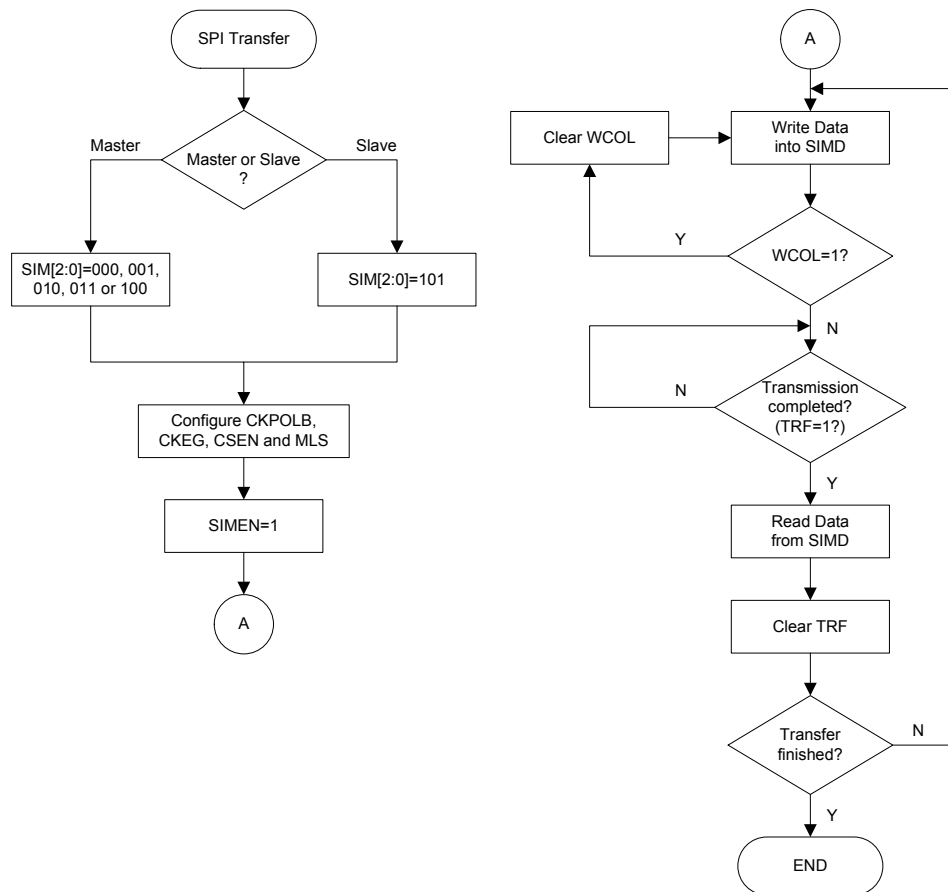 SPI Transfer
Master
Master or Slave
?
Slave
SIM[2:0]=000, 001,
010, 011 or 100
SIM[2:0]=101
Configure CKPOLB,
CKEG, CSEN and MLS
SIMEN=1
A
A
Clear WCOL
Write Data
into SIMD
Y
WCOL=1?
N
N
Transmission
completed?
(TRF=1?)
Y
Read Data
from SIMD
Clear TRF
Transfer
finished?
N
Y
END